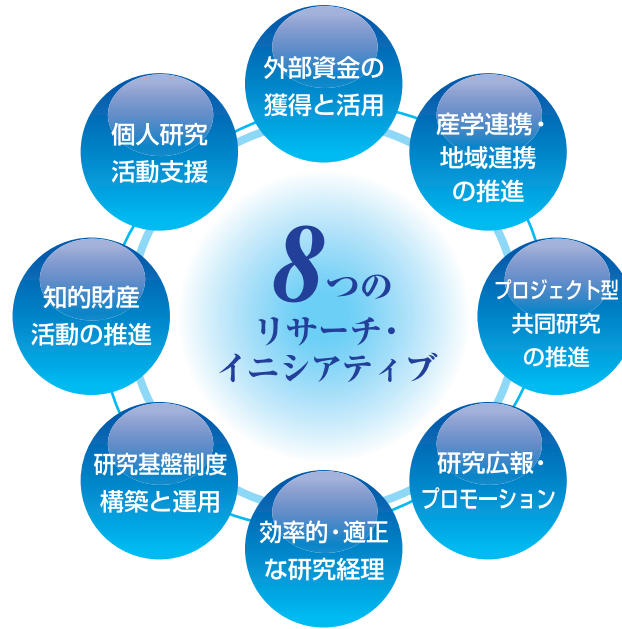 外部資金の
獲得と活用
産学連携・
地域連携
の推進
プロジェクト型
共同研究
の推進
研究広報・
プロモーション
効率的・適正
な研究経理
研究基盤制度
構築と運用
知的財産
活動の推進
個人研究
活動支援
8つの
リサーチ・
イニシアティブ